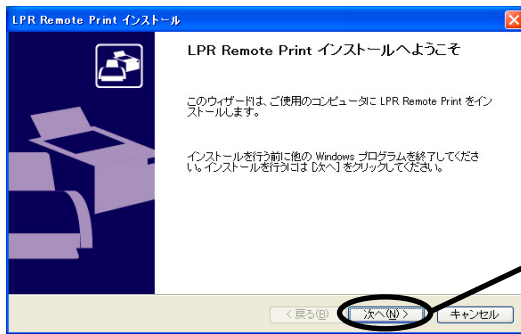 LPR Remote Print インストール
LPR Remote Print インストールへようこそ
このウィザードは、ご使用のコンピュータに LPR Remote Print をイン
ストールします。
インストールを行う前に他の Windows プログラムを終了してくださ
い。インストールを行うには [次へ] をクリックしてください。
< 戻る(B)
次へ(N) >
キャンセル